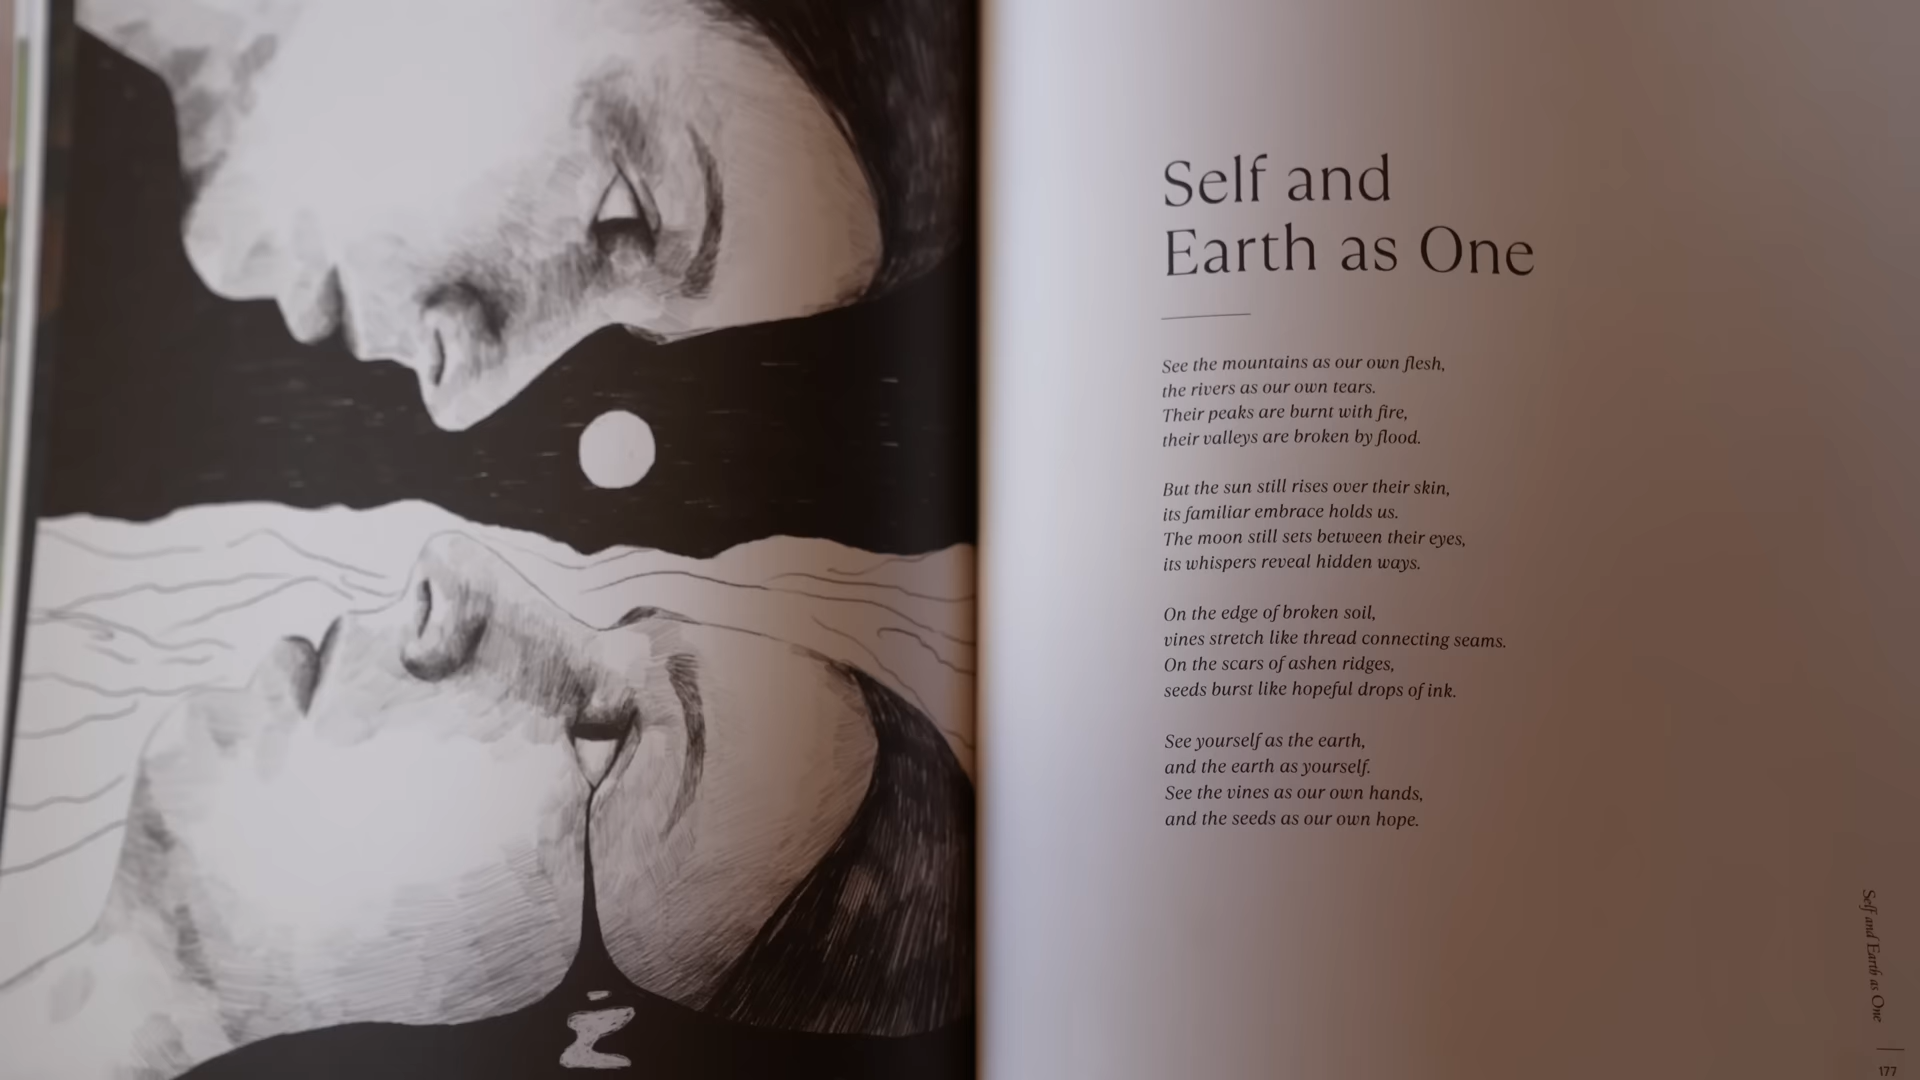 Self and
Earth as One
See the mountains as our own flesh,
the rivers as our own tears.
Their peaks are burnt with fire,
their valleys are broken by flood.
But the sun still rises over their skin,
its familiar embrace holds us.
The moon still sets between their eyes,
its whispers reveal hidden ways.
On the edge of broken soil,
vines stretch like thread connecting seams.
On the scars of ashen ridges,
seeds burst like hopeful drops of ink.
See yourself as the earth,
and the earth as yourself.
See the vines as our own hands,
and the seeds as our own hope.
Self and Earth as One
177